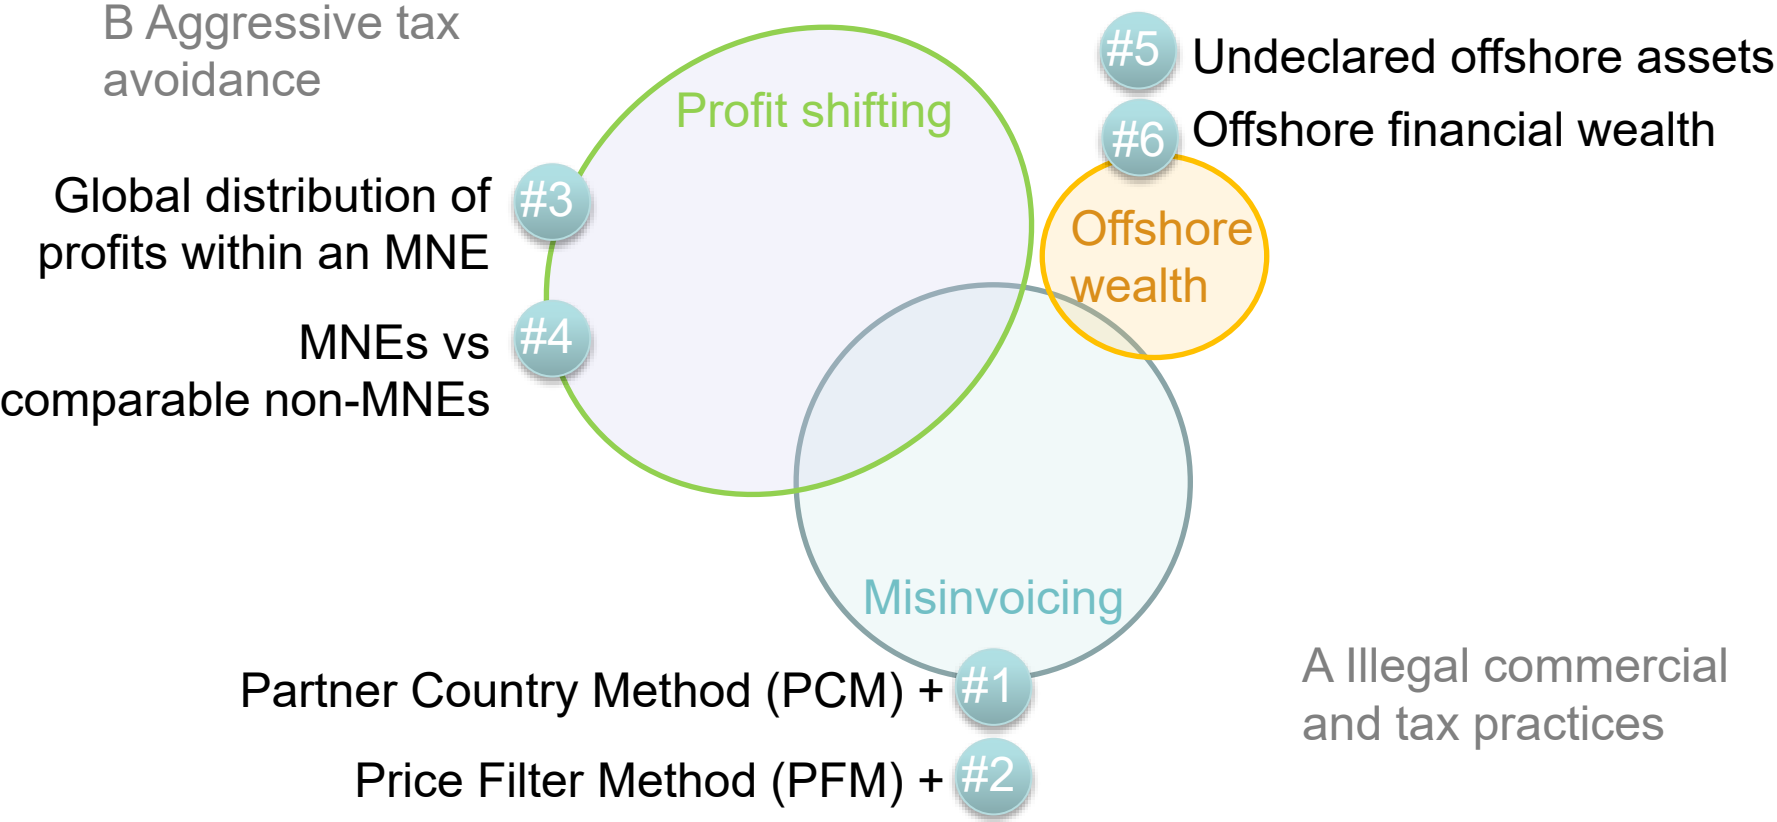 B Aggressive tax
avoidance
Profit shifting
#5 Undeclared offshore assets
#6 Offshore financial wealth
Global distribution of
profits within an MNE
#3
Offshore
wealth
MNEs vs
comparable non-MNEs
#4
Misinvoicing
Partner Country Method (PCM) + #1
Price Filter Method (PFM) + #2
A Illegal commercial
and tax practices